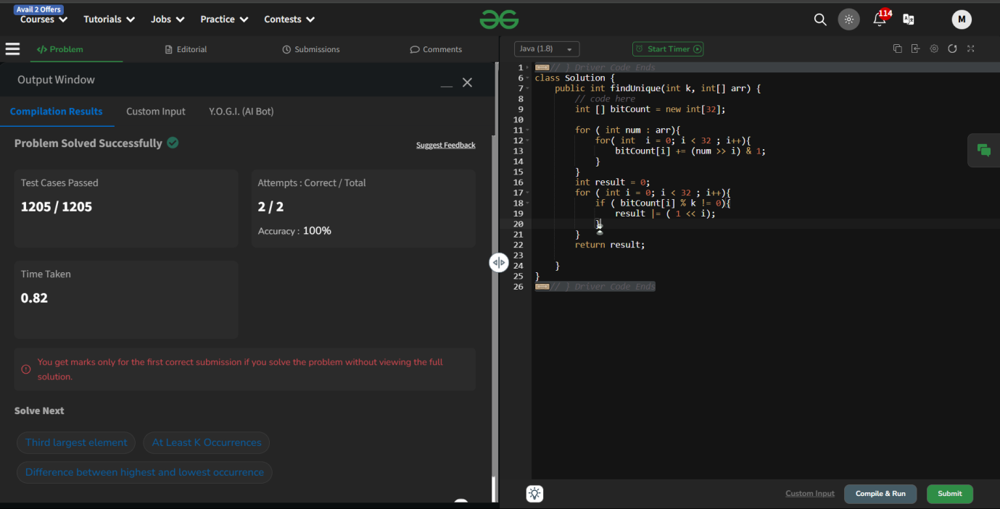 Avail 2 Offers
Courses Tutorials Jobs Practice Contests
114
M
Problem Editorial Submissions Comments
Output Window
Compilation Results Custom Input Y.O.G.I. (AI Bot)
Problem Solved Successfully
Suggest Feedback
Test Cases Passed
1205 / 1205
Attempts : Correct / Total
2 / 2
Accuracy : 100%
Time Taken
0.82
You get marks only for the first correct submission if you solve the problem without viewing the full
solution.
Solve Next
Third largest element At Least K Occurrences
Difference between highest and lowest occurrence
Java (1.8) Start Timer
1 // } Driver Code Ends
6 class Solution {
7 public int findUnique(int k, int[] arr) {
8 // code here
9 int [] bitCount = new int[32];
10
11 for ( int num : arr){
12 for( int  i = 0; i < 32 ; i++){
13 bitCount[i] += (num >> i) & 1;
14 }
15 }
16 int result = 0;
17 for ( int i = 0; i < 32 ; i++){
18 if ( bitCount[i] % k != 0){
19 result |= ( 1 << i);
20 }
21 }
22 return result;
23
24 }
25 }
26 // } Driver Code Ends
Custom Input Compile & Run Submit